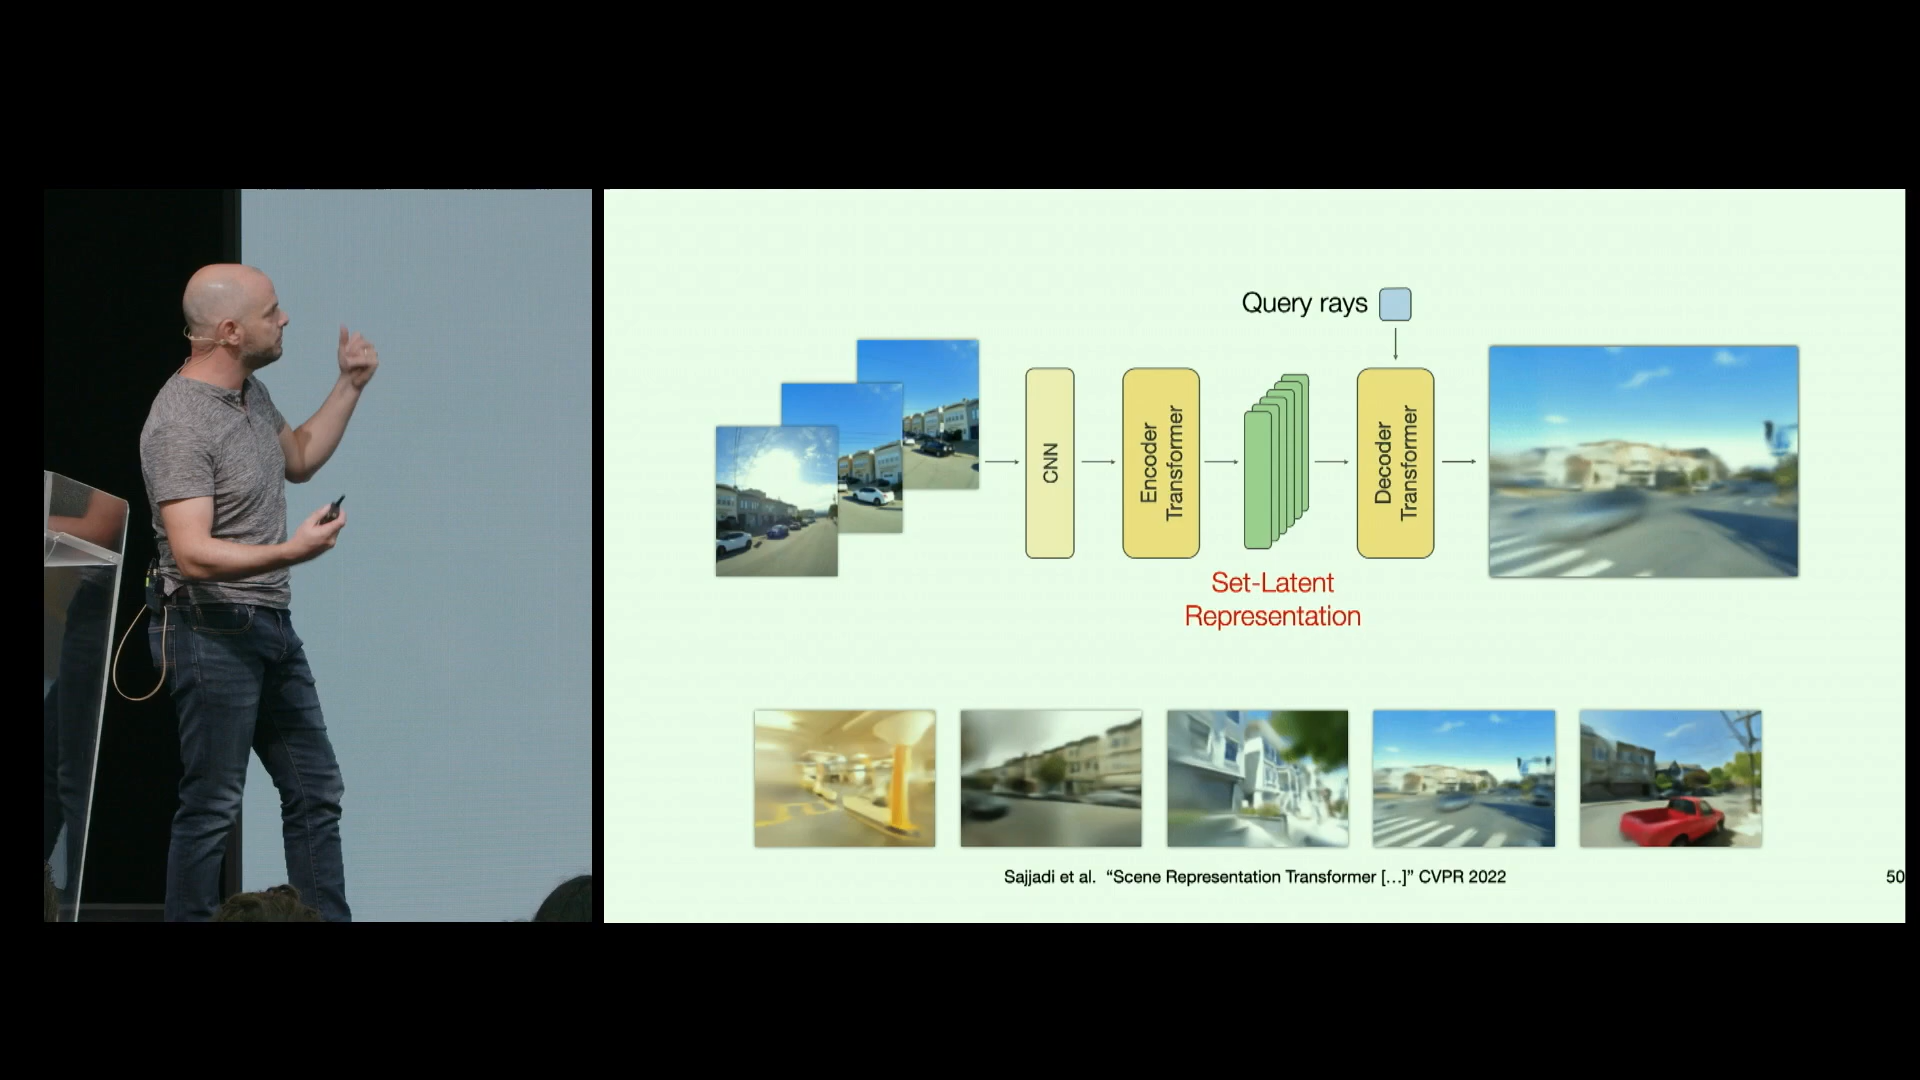 Query rays
CNN
Encoder
Transformer
Decoder
Transformer
Set-Latent
Representation
Sajjadi et al. “Scene Representation Transformer [...]” CVPR 2022
50